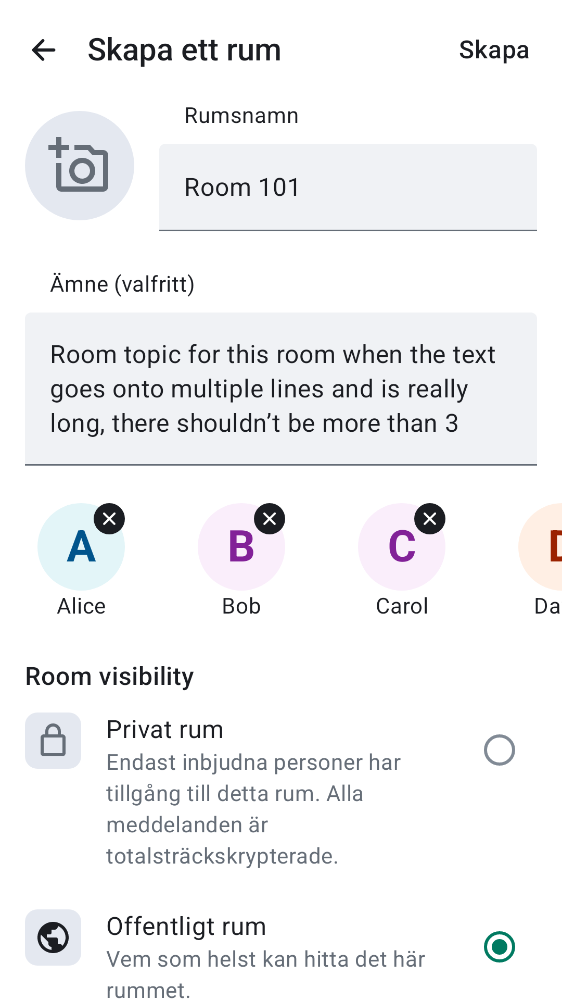 Skapa ett rum
Skapa
Rumsnamn
Room 101
Ämne (valfritt)
Room topic for this room when the text
goes onto multiple lines and is really
long, there shouldn’t be more than 3
A
B
C
D
Alice
Bob
Carol
Da
Room visibility
Privat rum
Endast inbjudna personer har
tillgång till detta rum. Alla
meddelanden är
totalsträckskrypterade.
Offentligt rum
Vem som helst kan hitta det här
rummet.